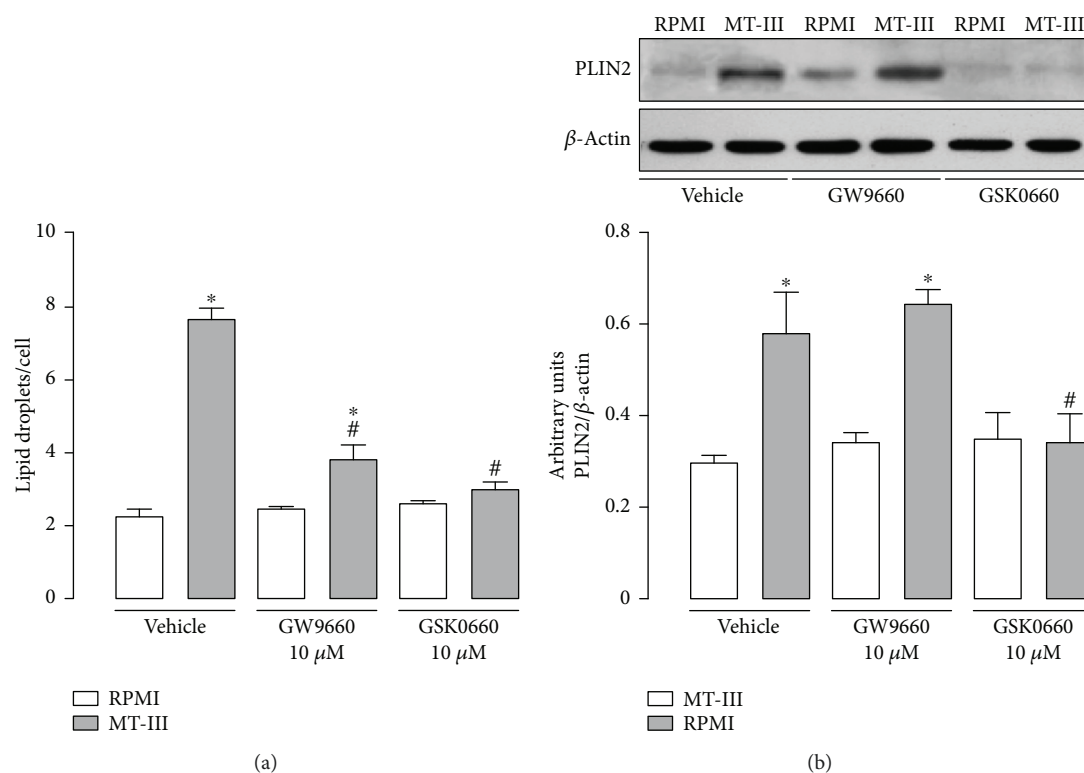 RPMI MT-III RPMI MT-III RPMI MT-III
PLIN2
β-Actin
Vehicle GW9660 GSK0660
Lipid droplets/cell
10
8
6
4
2
0
*
*
#
#
Vehicle GW9660 GSK0660
10 μM 10 μM
RPMI
MT-III
(a)
Arbitrary units
PLIN2/β-actin
0.8
0.6
0.4
0.2
0
*
*
#
Vehicle GW9660 GSK0660
10 μM 10 μM
MT-III
RPMI
(b)